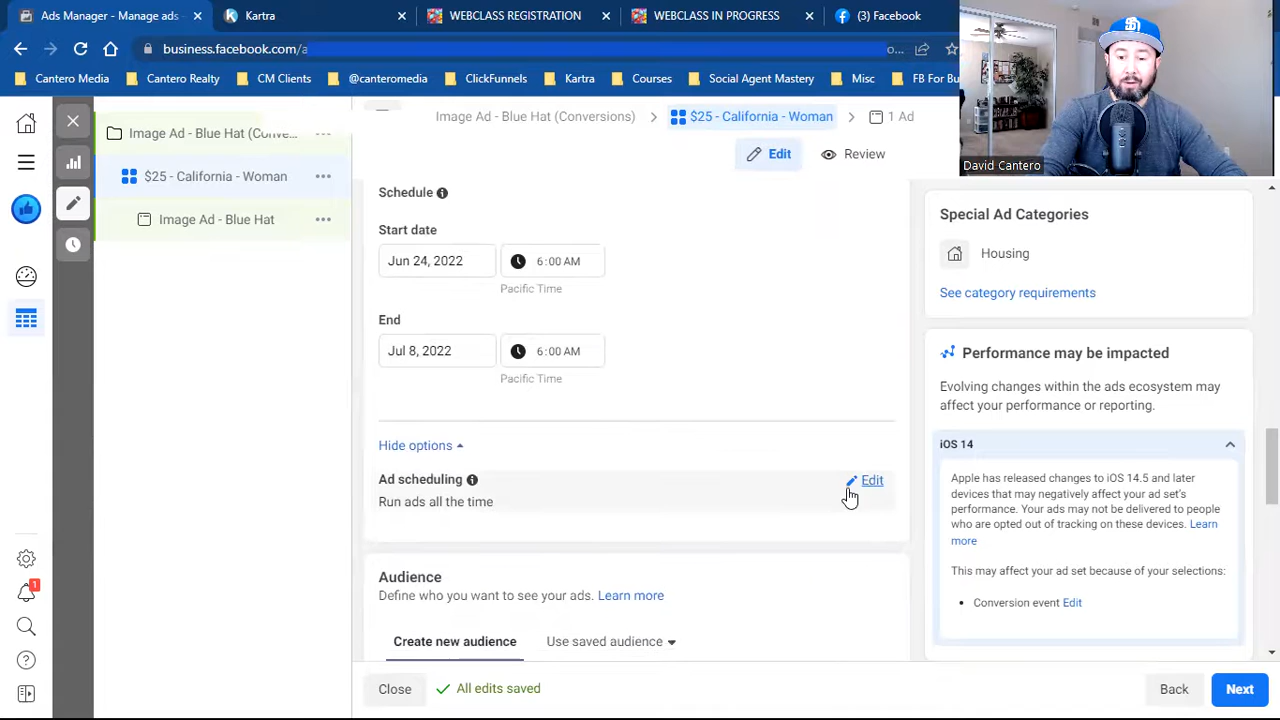 Ads Manager - Manage ads -
Kartra
WEBCLASS REGISTRATION
WEBCLASS IN PROGRESS
(3) Facebook
business.facebook.com/a
o...
Cantero Media
Cantero Realty
CM Clients
@canteromedia
ClickFunnels
Kartra
Courses
Social Agent Mastery
Misc
FB For B
David Cantero
Image Ad - Blue Hat (Conve...
$25 - California - Woman
Image Ad - Blue Hat
Image Ad - Blue Hat (Conversions)
$25 - California - Woman
1 Ad
Edit
Review
Schedule
Start date
Jun 24, 2022
6:00 AM
Pacific Time
End
Jul 8, 2022
6:00 AM
Pacific Time
Hide options
Ad scheduling
Edit
Run ads all the time
Audience
Define who you want to see your ads. Learn more
Create new audience
Use saved audience
Close
All edits saved
Back
Next
Special Ad Categories
Housing
See category requirements
Performance may be impacted
Evolving changes within the ads ecosystem may
affect your performance or reporting.
iOS 14
Apple has released changes to iOS 14.5 and later
devices that may negatively affect your ad set's
performance. Your ads may not be delivered to people
who are opted out of tracking on these devices. Learn
more
This may affect your ad set because of your selections:
• Conversion event Edit
1